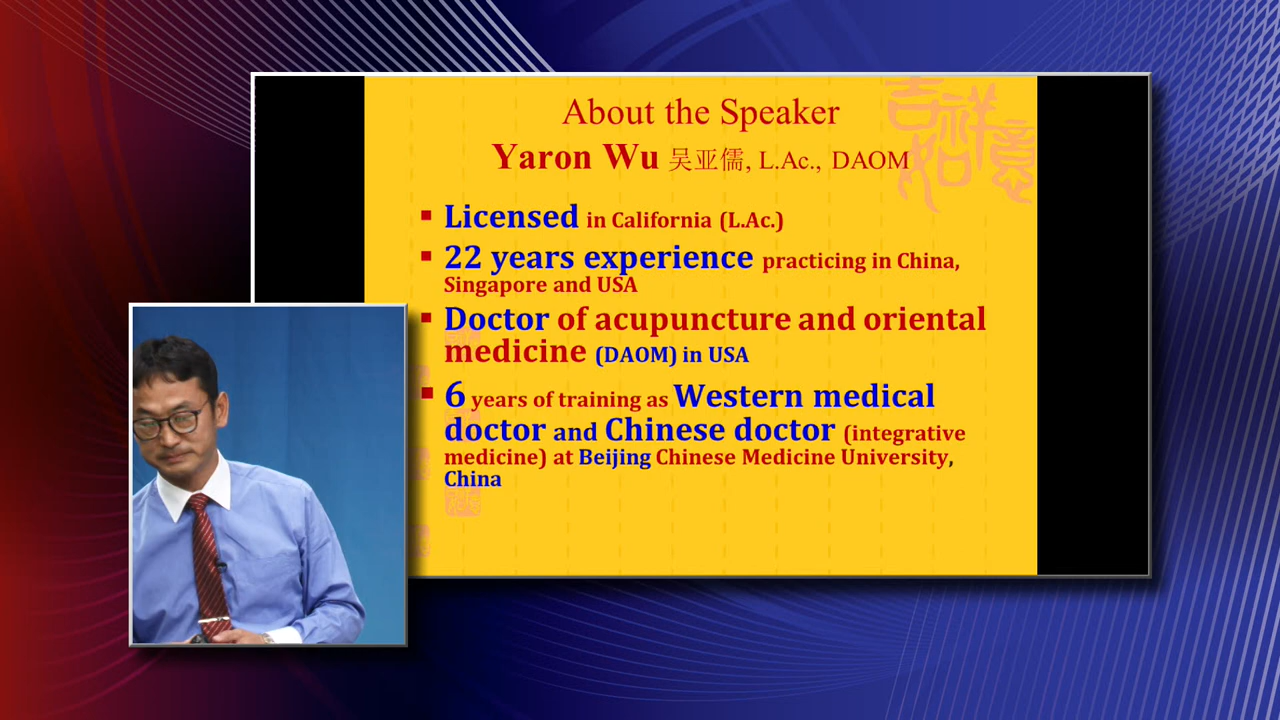 About the Speaker
Yaron Wu 吴亚儒, L.Ac., DAOM
Licensed in California (L.Ac.)
22 years experience practicing in China,
Singapore and USA
Doctor of acupuncture and oriental
medicine (DAOM) in USA
6 years of training as Western medical
doctor and Chinese doctor (integrative
medicine) at Beijing Chinese Medicine University,
China